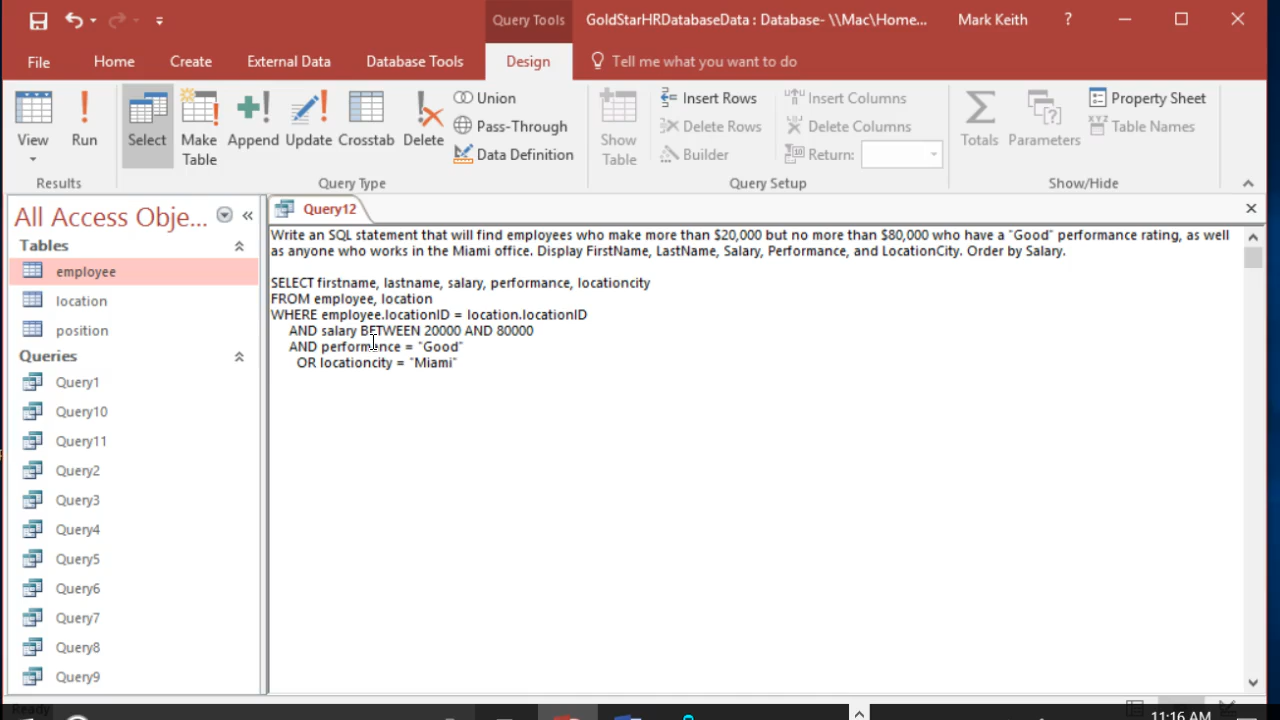 Query Tools
GoldStarHRDatabaseData : Database- \\Mac\Home...
Mark Keith
?
File
Home
Create
External Data
Database Tools
Design
Tell me what you want to do
View
Run
Select
Make Table
Append
Update
Crosstab
Delete
Union
Pass-Through
Data Definition
Show Table
Insert Rows
Delete Rows
Builder
Insert Columns
Delete Columns
Return:
Totals
Parameters
Property Sheet
Table Names
Results
Query Type
Query Setup
Show/Hide
All Access Obje...
Tables
employee
location
position
Queries
Query1
Query10
Query11
Query2
Query3
Query4
Query5
Query6
Query7
Query8
Query9
Query12
Write an SQL statement that will find employees who make more than $20,000 but no more than $80,000 who have a "Good" performance rating, as well
as anyone who works in the Miami office. Display FirstName, LastName, Salary, Performance, and LocationCity. Order by Salary.
SELECT firstname, lastname, salary, performance, locationcity
FROM employee, location
WHERE employee.locationID = location.locationID
AND salary BETWEEN 20000 AND 80000
AND performence = "Good"
OR locationcity = "Miami"
Ready
11:16 AM